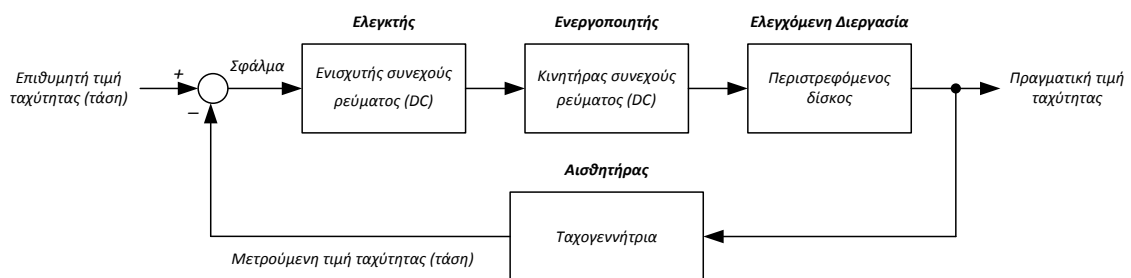 Ελεγκτής
Ενεργοποιητής
Ελεγχόμενη Διεργασία
Επιθυμητή τιμή
ταχύτητας (τάση)
+
−
Σφάλμα
Ενισχυτής συνεχούς
ρεύματος (DC)
Κινητήρας συνεχούς
ρεύματος (DC)
Περιστρεφόμενος
δίσκος
Πραγματική τιμή
ταχύτητας
Αισθητήρας
Ταχογεννήτρια
Μετρούμενη τιμή ταχύτητας (τάση)